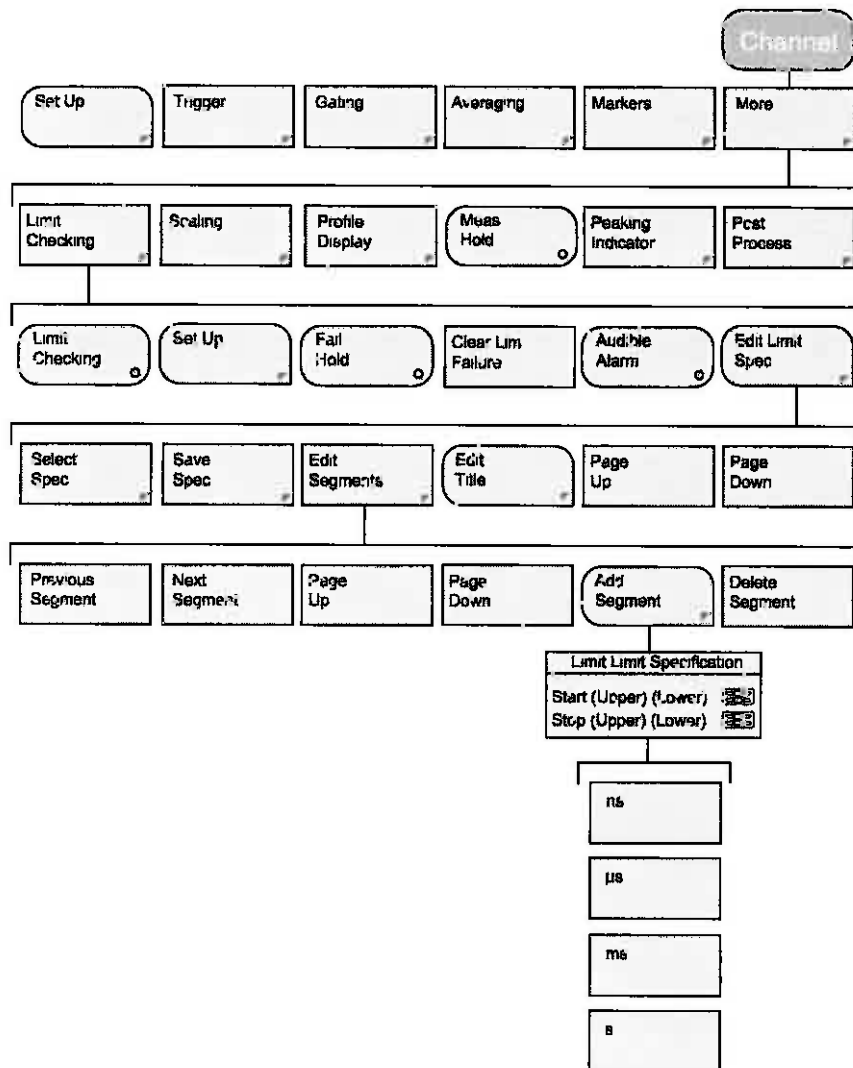 Channel
Set Up
Trigger
Gating
Averaging
Markers
More
Limit
Checking
Scaling
Profile
Display
Meas
Hold
Peaking
Indicator
Post
Process
Limit
Checking
Set Up
Fail
Hold
Clear Lim
Failure
Audible
Alarm
Edit Limit
Spec
Select
Spec
Save
Spec
Edit
Segments
Edit
Title
Page
Up
Page
Down
Previous
Segment
Next
Segment
Page
Up
Page
Down
Add
Segment
Delete
Segment
Limit Limit Specification
Start (Upper) (Lower)
Stop (Upper) (Lower)
ns
µs
ms
s